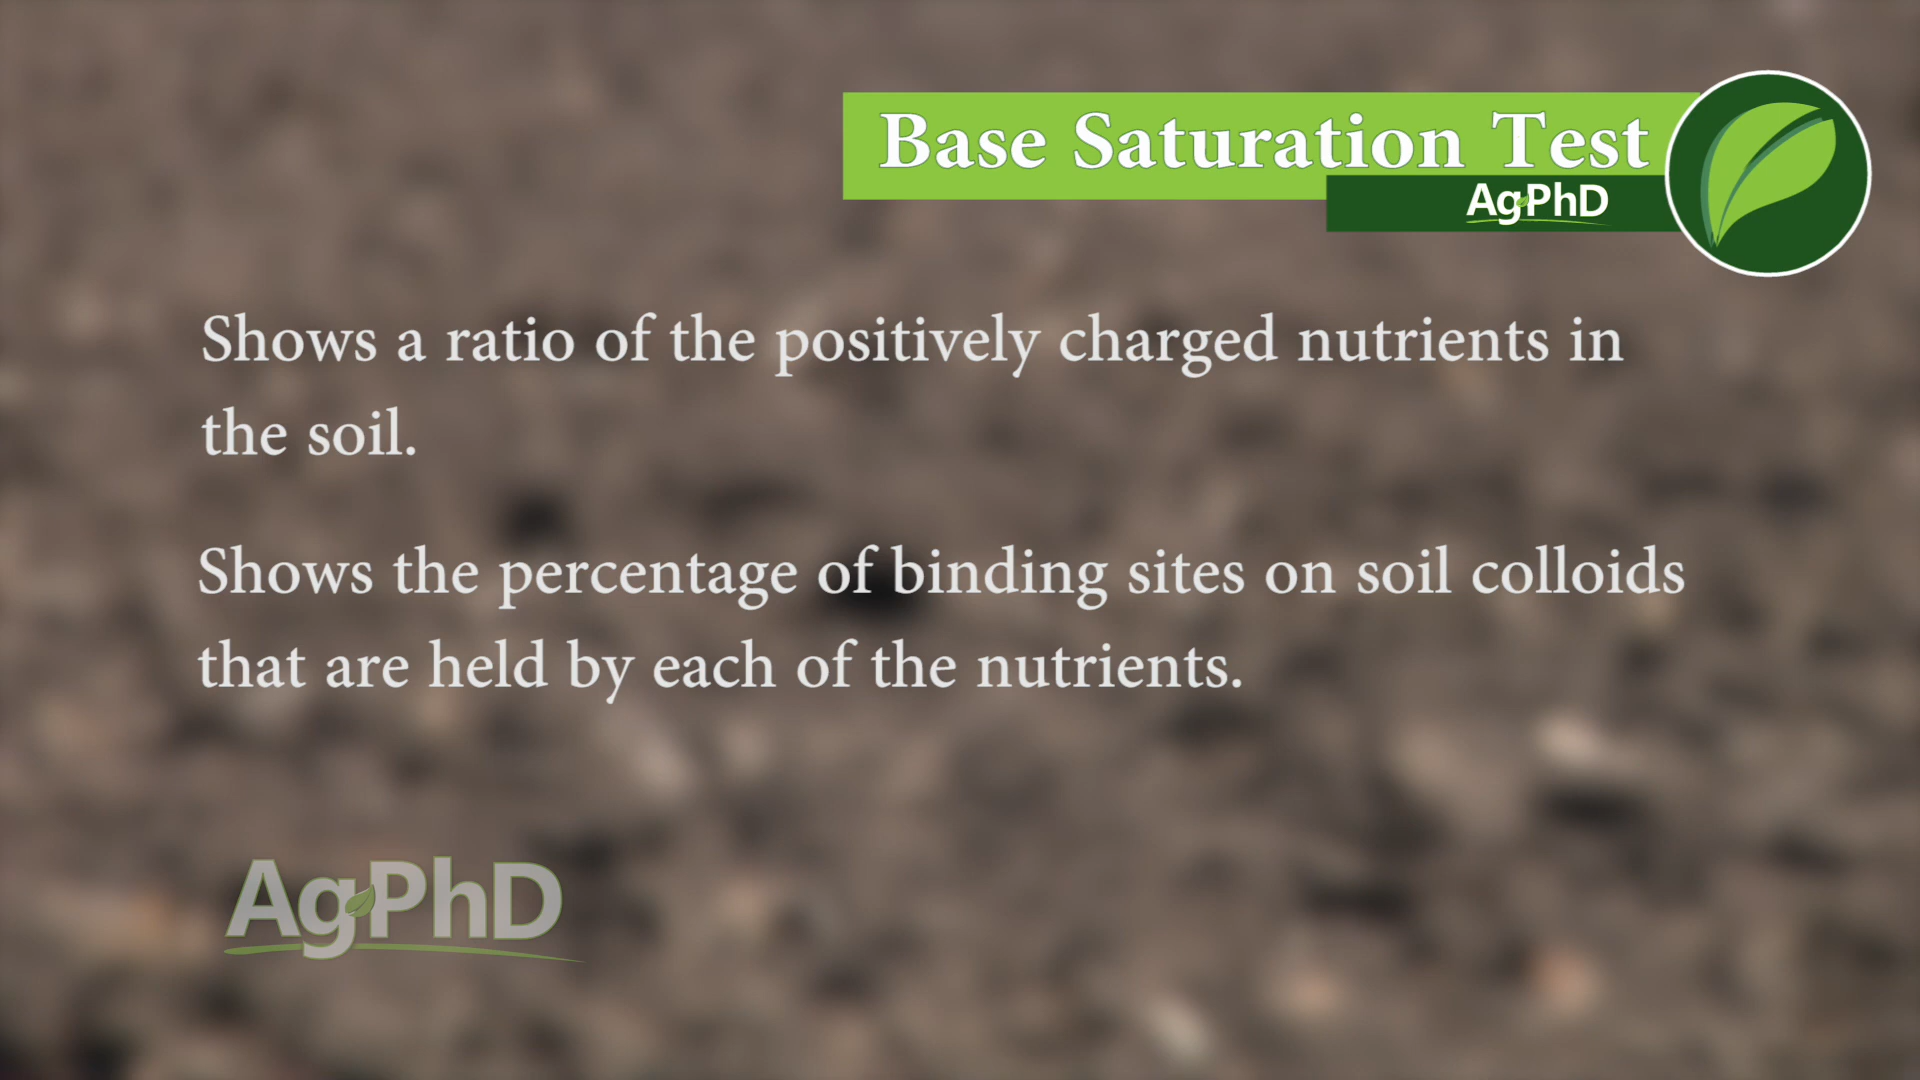 Base Saturation Test
AgPhD
Shows a ratio of the positively charged nutrients in
the soil.
Shows the percentage of binding sites on soil colloids
that are held by each of the nutrients.
AgPhD